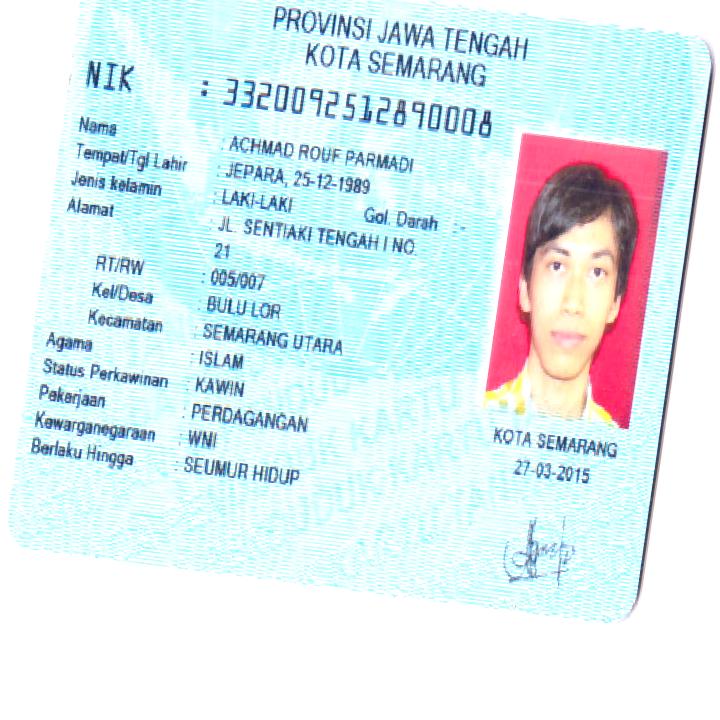 PROVINSI JAWA TENGAH
KOTA SEMARANG
NIK : 3320092512890008
Nama : ACHMAD ROUF PARMADI
Tempat/Tgl Lahir : JEPARA, 25-12-1989
Jenis kelamin : LAKI-LAKI Gol. Darah : -
Alamat : JL. SENTIAKI TENGAH I NO
21
RT/RW : 005/007
Kel/Desa : BULU LOR
Kecamatan : SEMARANG UTARA
Agama : ISLAM
Status Perkawinan : KAWIN
Pekerjaan : PERDAGANGAN
Kewarganegaraan : WNI
Berlaku Hingga : SEUMUR HIDUP
KOTA SEMARANG
27-03-2015